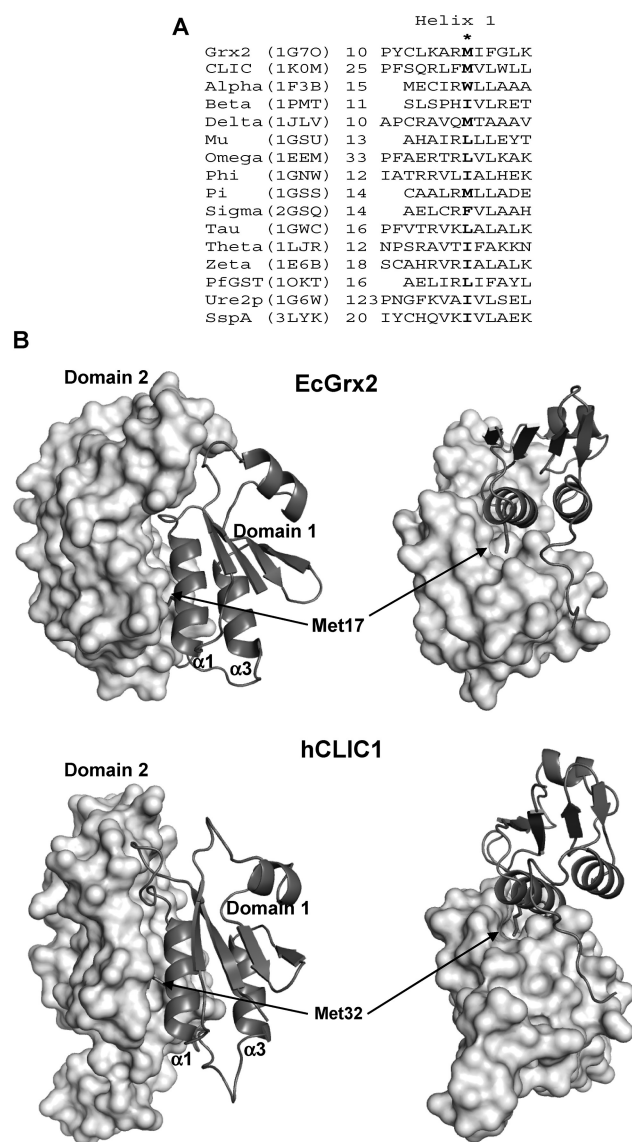 A
Helix 1
*
Grx2 (1G7O) 10 PYCLKARMIFGLK
CLIC (1K0M) 25 PFSQRLFMVLWLL
Alpha(1F3B) 15 MECIRWLLAAA
Beta (1PMT) 11 SLSPHIVLRET
Delta(1JLV) 10 APCRAVQMTAAAV
Mu (1GSU) 13 AHAIRLLLEYT
Omega(1EEM) 33 PFAERTRLVLKAK
Phi (1GNW) 12 IATRRVLIALHEK
Pi (1GSS) 14 CAALRMLLADE
Sigma(2GSQ) 14 AELCRFVLAAH
Tau (1GWC) 16 PFVTRVKLALALK
Theta(1LJR) 12 NPSRAVTIFAKKN
Zeta (1E6B) 18 SCAHRVRIALALK
PfGST(1OKT) 16 AELIRLIFAYL
Ure2p(1G6W) 123PNGFKVAIVLSEL
SspA (3LYK) 20 IYCHQVKIVLAEK
B
Domain 2
EcGrx2
Domain 1
Met17
α1
α3
hCLIC1
Domain 2
Domain 1
Met32
α1
α3